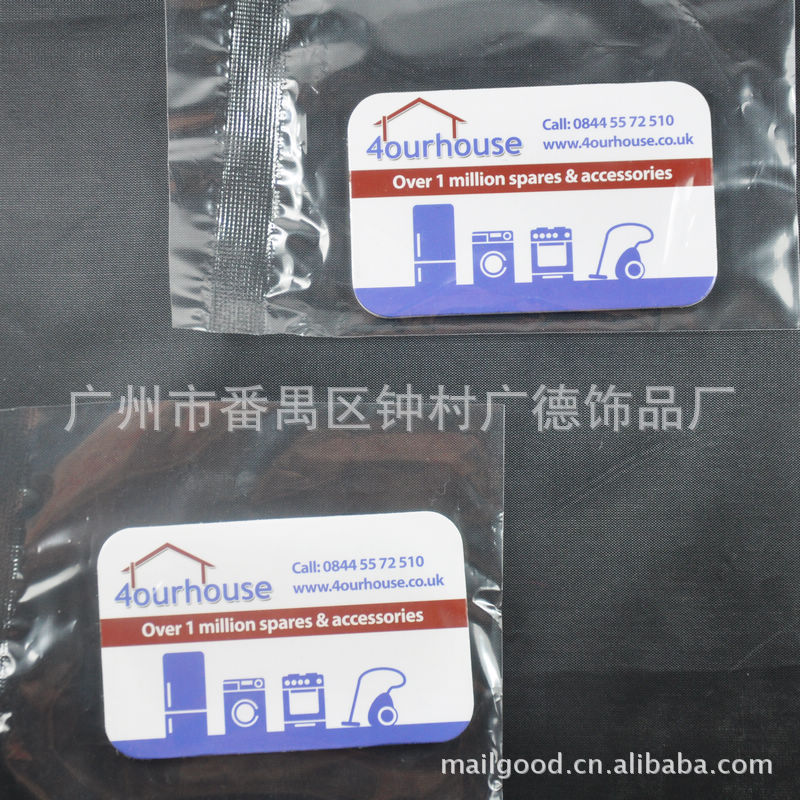 4ourhouse
Call: 0844 55 72 510
www.4ourhouse.co.uk
Over 1 million spares & accessories
广州市番禺区钟村广德饰品厂
4ourhouse
Call: 0844 55 72 510
www.4ourhouse.co.uk
Over 1 million spares & accessories
mailgood.cn.alibaba.com